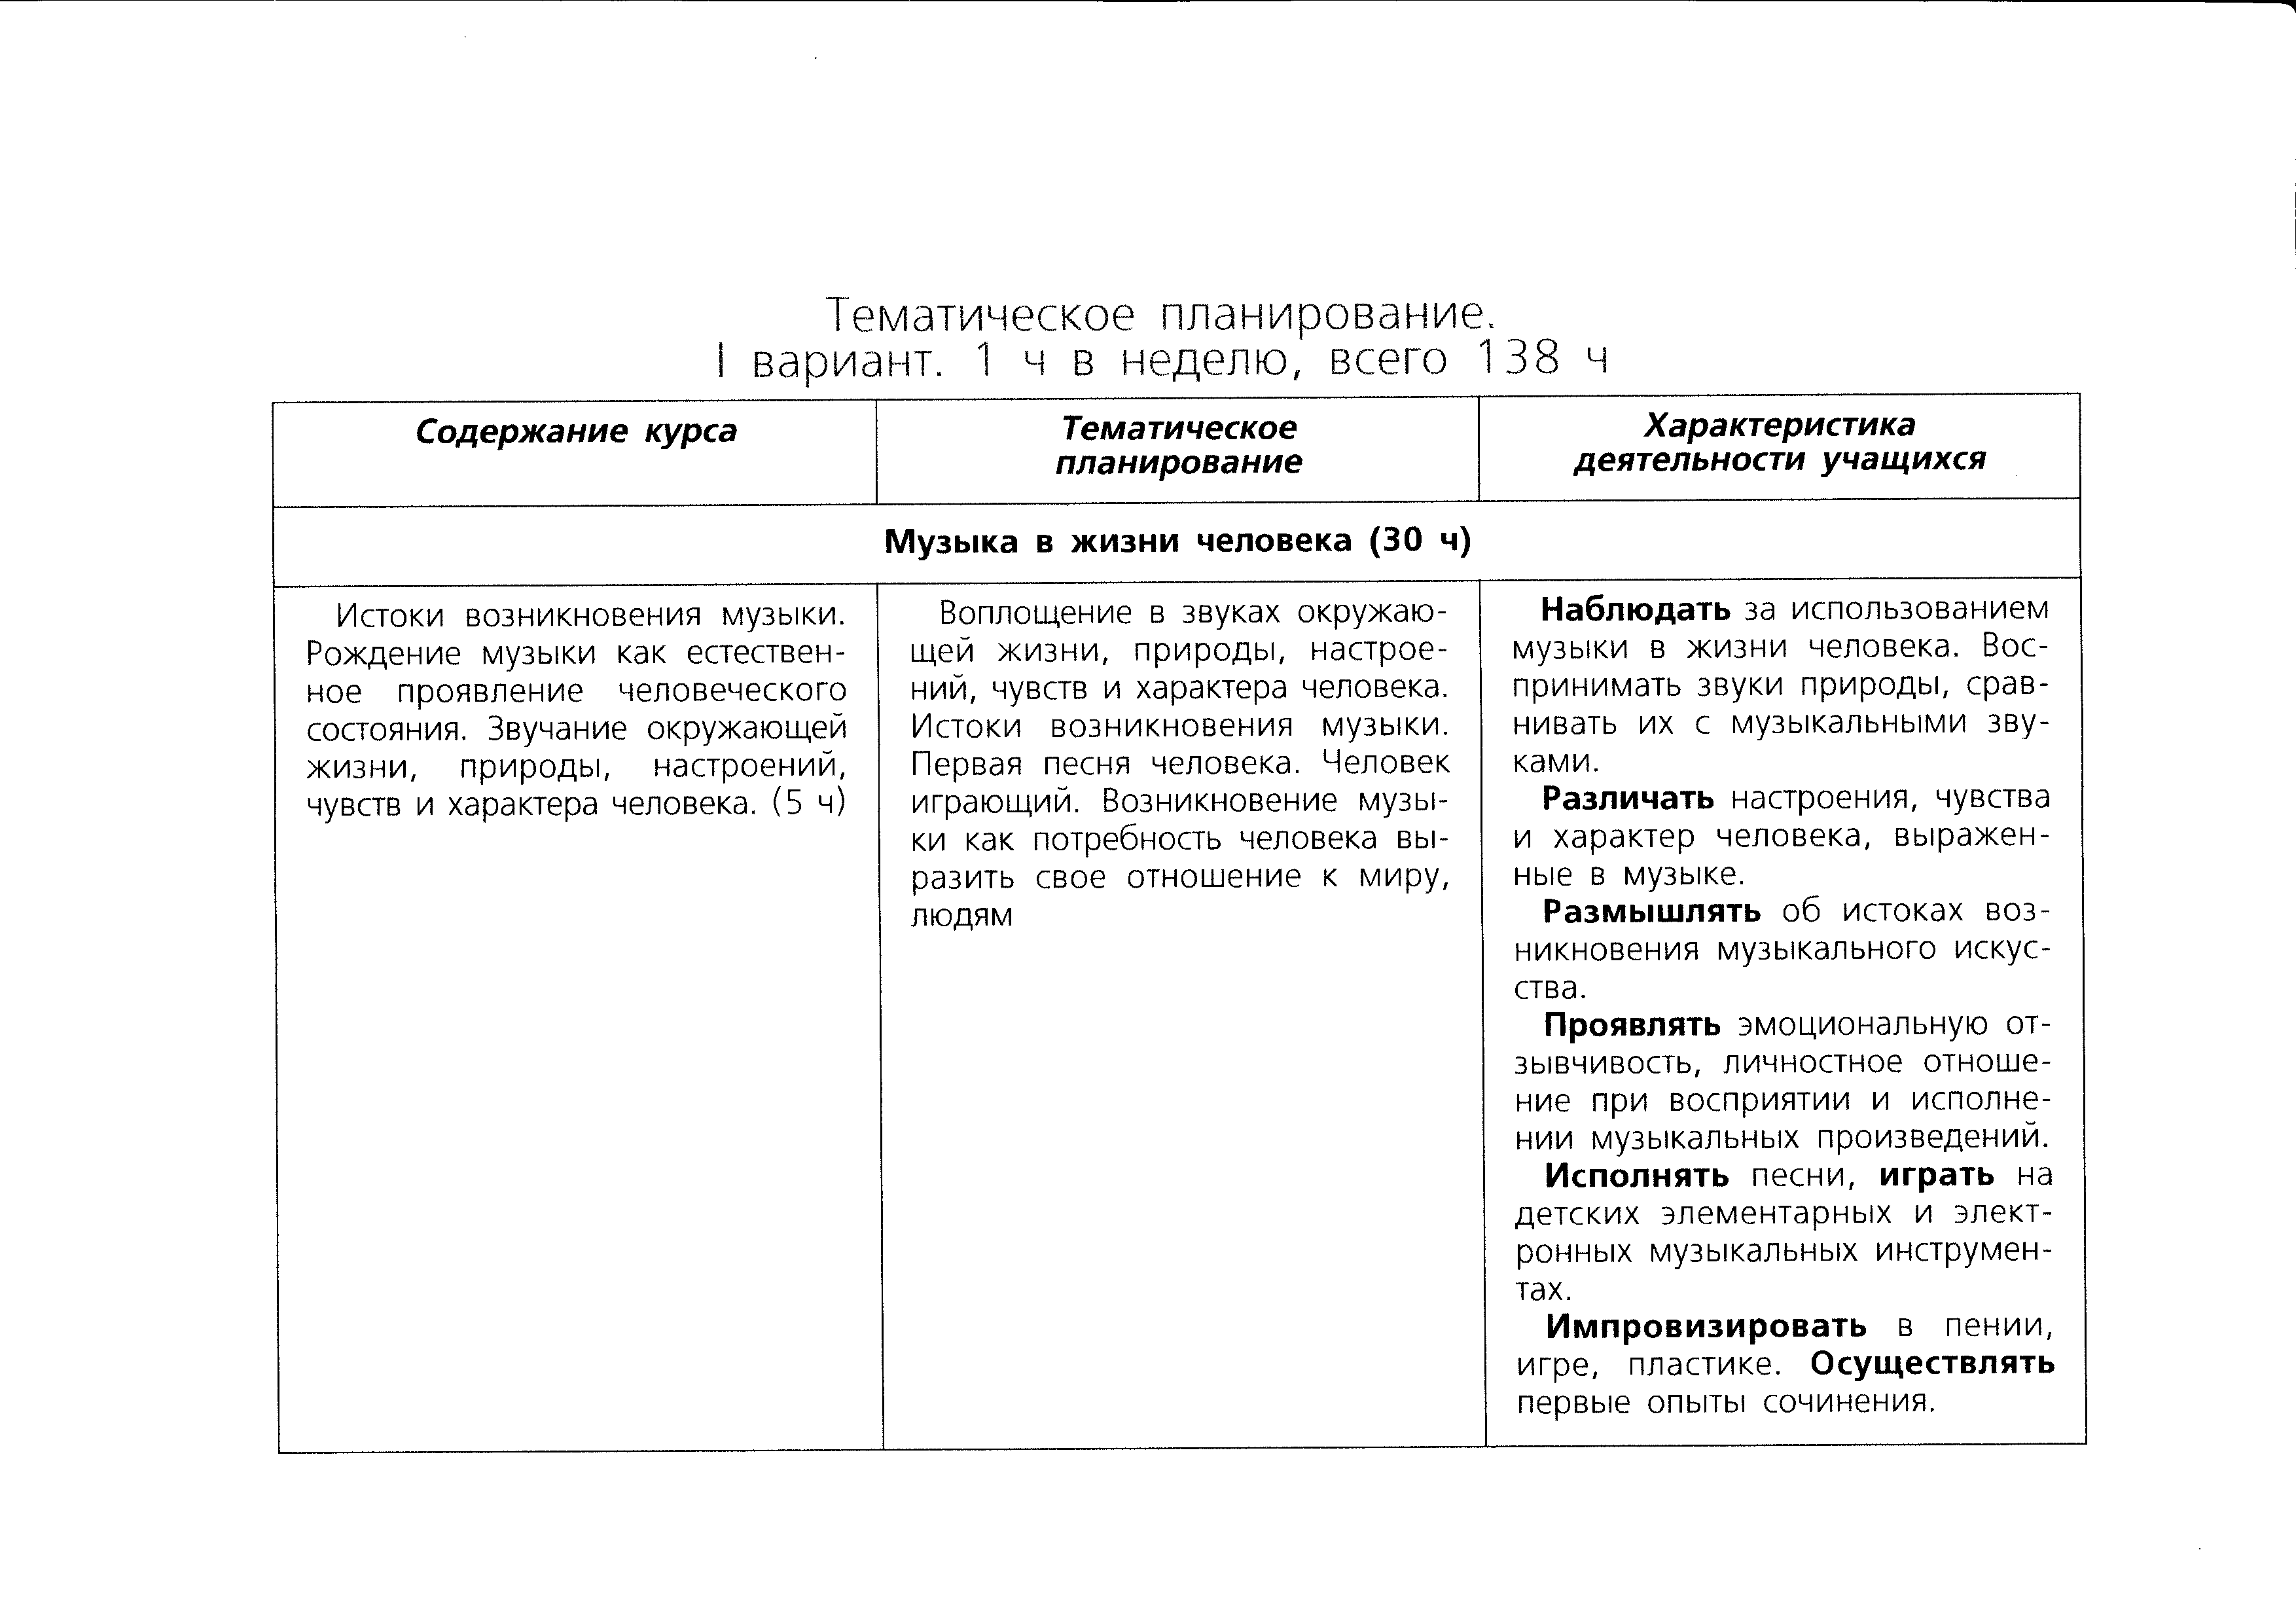 Тематическое планирование.
I вариант. 1 ч в неделю, всего 138 ч
Содержание курса
Тематическое
планирование
Характеристика
деятельности учащихся
Музыка в жизни человека (30 ч)
Истоки возникновения музыки.
Рождение музыки как естествен-
ное проявление человеческого
состояния. Звучание окружающей
жизни, природы, настроений,
чувств и характера человека. (5 ч)
Воплощение в звуках окружаю-
щей жизни, природы, настрое-
ний, чувств и характера человека.
Истоки возникновения музыки.
Первая песня человека. Человек
играющий. Возникновение музы-
ки как потребность человека вы-
разить свое отношение к миру,
людям
Наблюдать за использованием
музыки в жизни человека. Вос-
принимать звуки природы, срав-
нивать их с музыкальными зву-
ками.
Различать настроения, чувства
и характер человека, выражен-
ные в музыке.
Размышлять об истоках воз-
никновения музыкального искус-
ства.
Проявлять эмоциональную от-
зывчивость, личностное отноше-
ние при восприятии и исполне-
нии музыкальных произведений.
Исполнять песни, играть на
детских элементарных и элект-
ронных музыкальных инструмен-
тах.
Импровизировать в пении,
игре, пластике. Осуществлять
первые опыты сочинения.